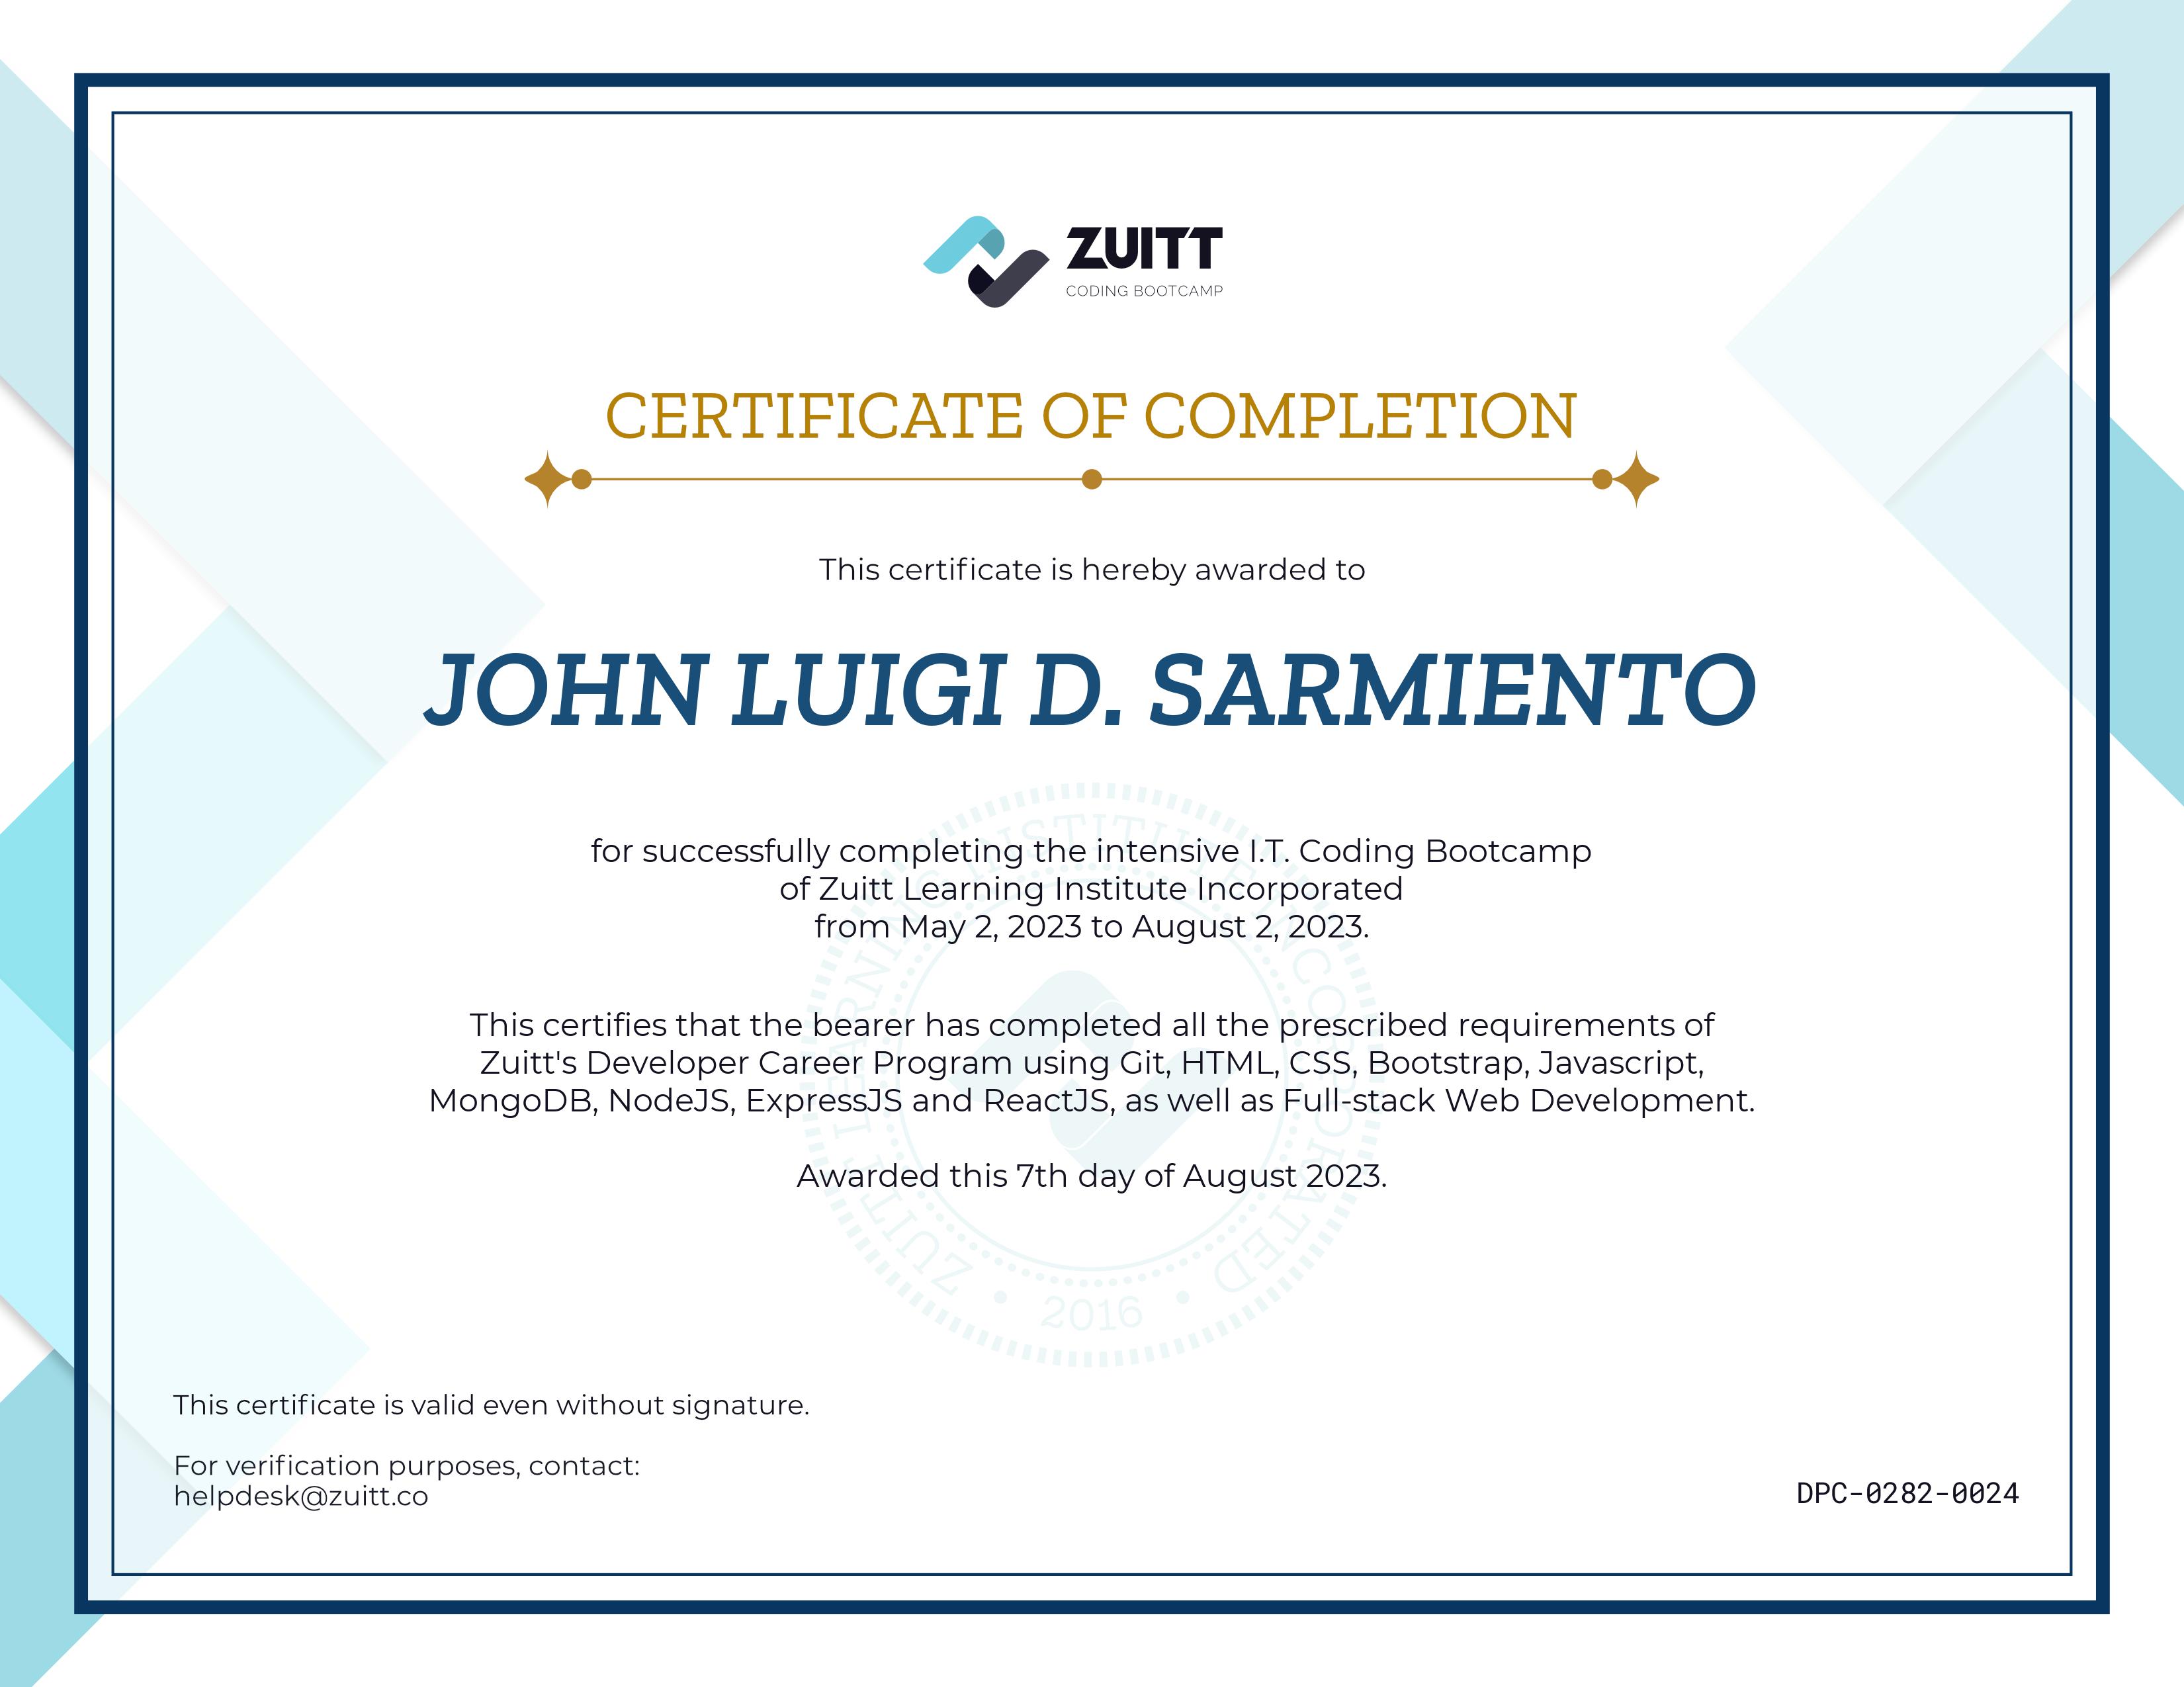 ZUITT
CODING BOOTCAMP
CERTIFICATE OF COMPLETION
This certificate is hereby awarded to
JOHN LUIGI D. SARMIENTO
for successfully completing the intensive I.T. Coding Bootcamp
of Zuitt Learning Institute Incorporated
from May 2, 2023 to August 2, 2023.
This certifies that the bearer has completed all the prescribed requirements of
Zuitt's Developer Career Program using Git, HTML, CSS, Bootstrap, Javascript,
MongoDB, NodeJS, ExpressJS and ReactJS, as well as Full-stack Web Development.
Awarded this 7th day of August 2023.
ZUITT LEARNING INSTITUTE INCORPORATED
2016
This certificate is valid even without signature.
For verification purposes, contact:
helpdesk@zuitt.co
DPC-0282-0024